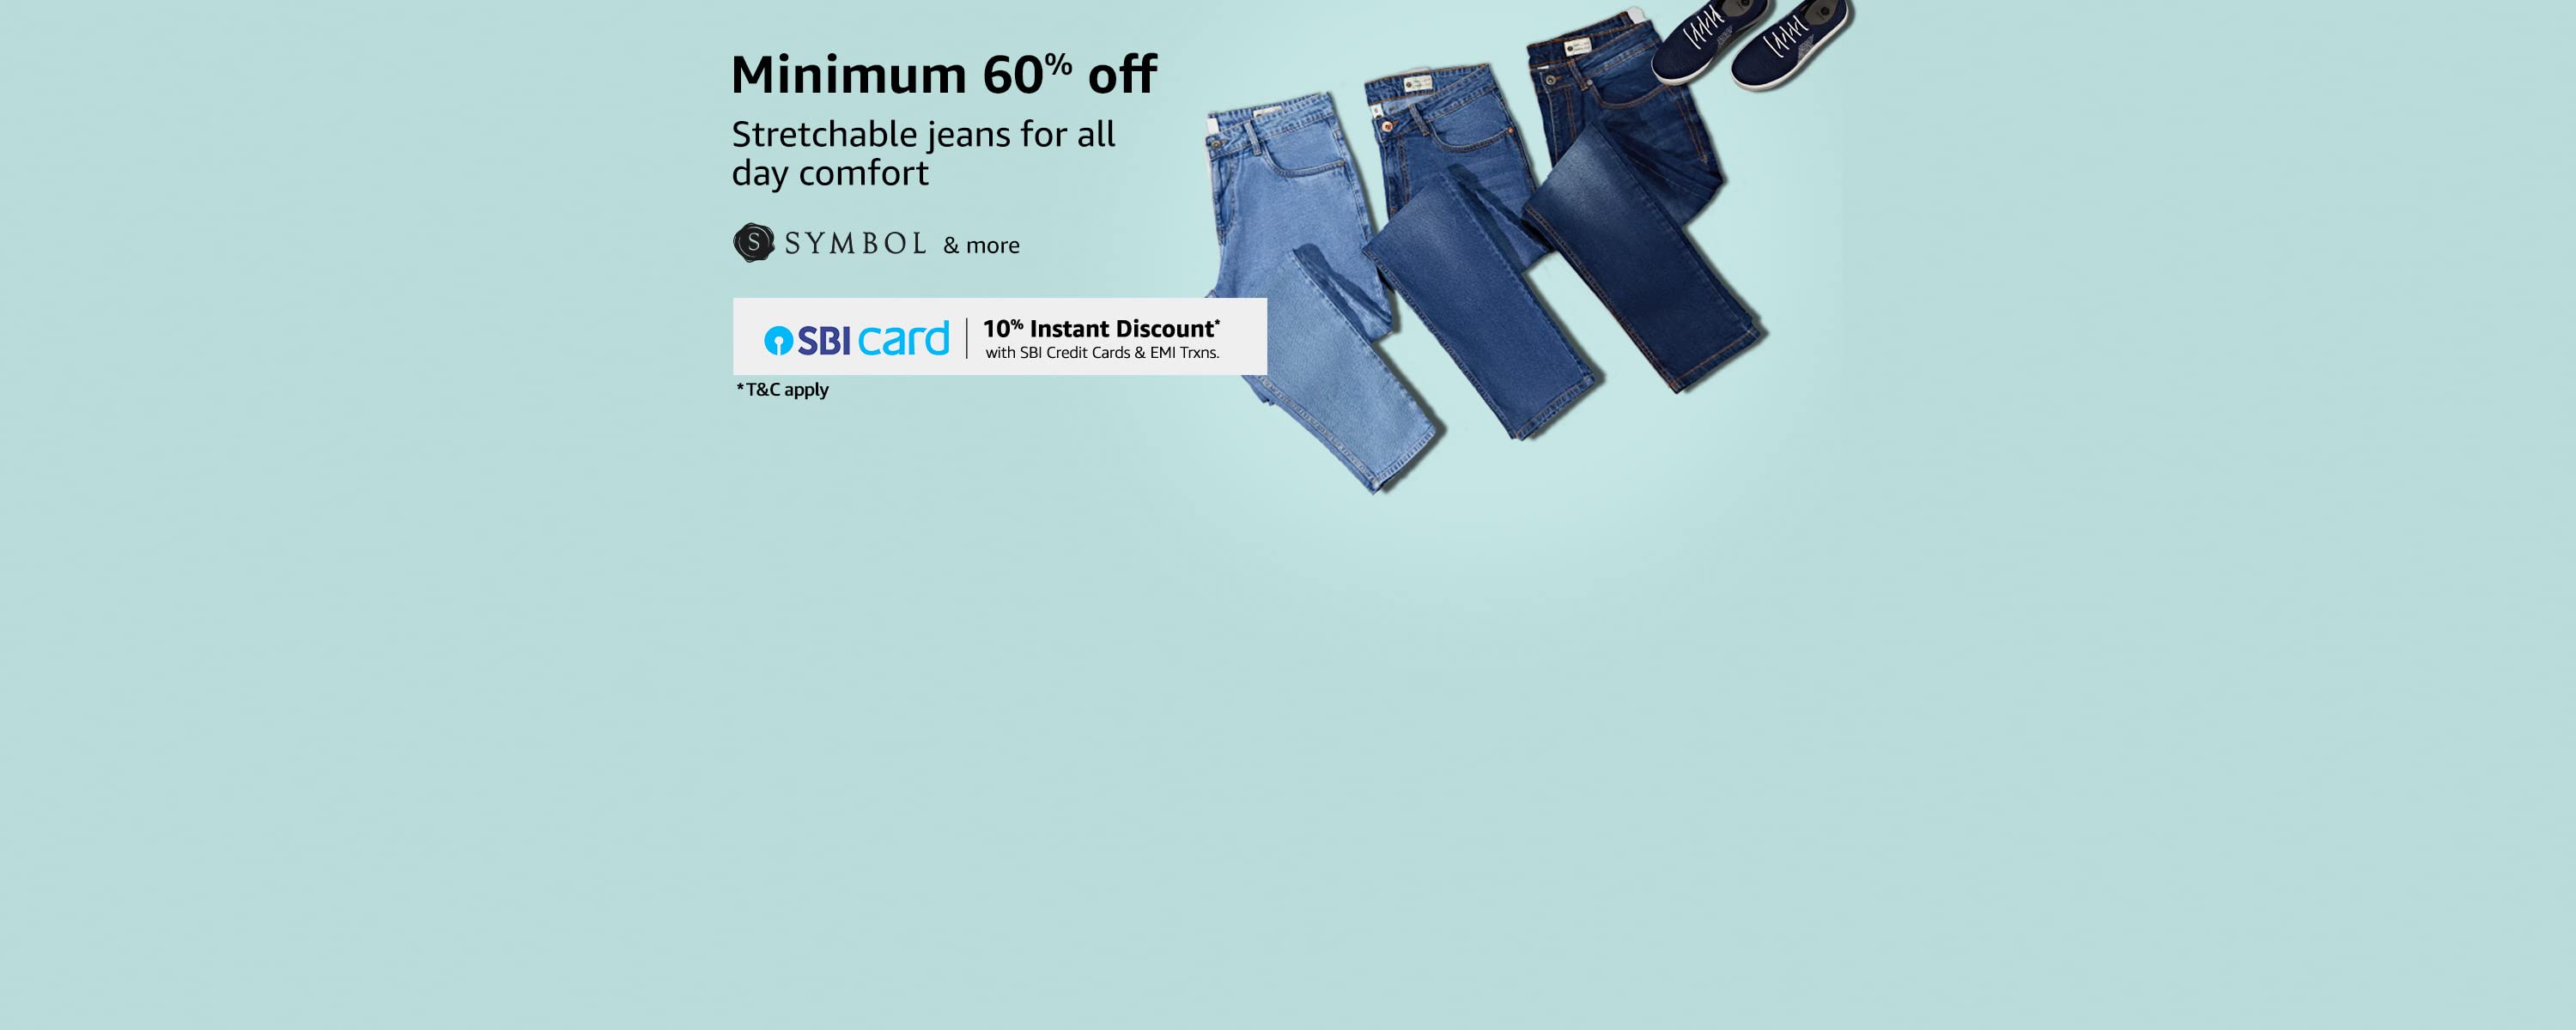 Minimum 60% off
Stretchable jeans for all
day comfort
S SYMBOL & more
SBI card
10% Instant Discount*
with SBI Credit Cards & EMI Trxns.
*T&C apply